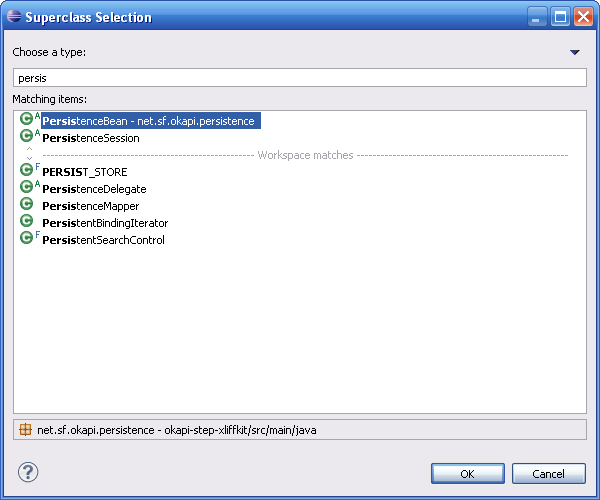 Superclass Selection
Choose a type:
persis
Matching items:
C A PersistenceBean - net.sf.okapi.persistence
C A PersistenceSession
Workspace matches
C F PERSIST_STORE
C A PersistenceDelegate
C PersistenceMapper
C PersistentBindingIterator
C F PersistentSearchControl
net.sf.okapi.persistence - okapi-step-xliffkit/src/main/java
? OK Cancel